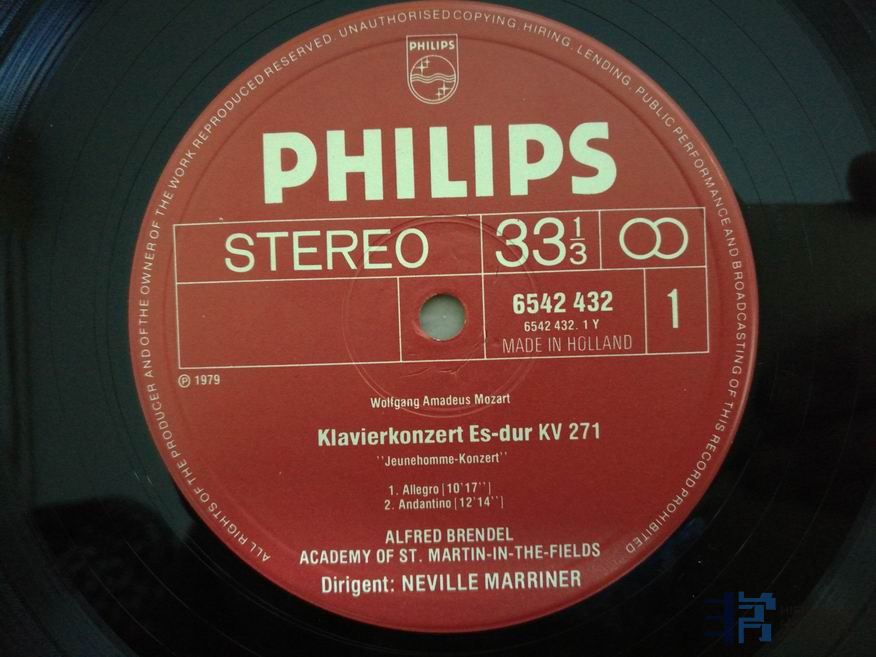 ALL RIGHTS OF THE PRODUCER AND OF THE OWNER OF THE WORK REPRODUCED RESERVED. UNAUTHORISED COPYING, HIRING, LENDING, PUBLIC PERFORMANCE AND BROADCASTING OF THIS RECORD PROHIBITED
PHILIPS
PHILIPS
STEREO
33 1/3
6542 432
6542 432. 1 Y
MADE IN HOLLAND
1
Ⓟ 1979
Wolfgang Amadeus Mozart
Klavierkonzert Es-dur KV 271
''Jeunehomme-Konzert''
1. Allegro [10'17'']
2. Andantino [12'14'']
ALFRED BRENDEL
ACADEMY OF ST. MARTIN-IN-THE-FIELDS
Dirigent: NEVILLE MARRINER